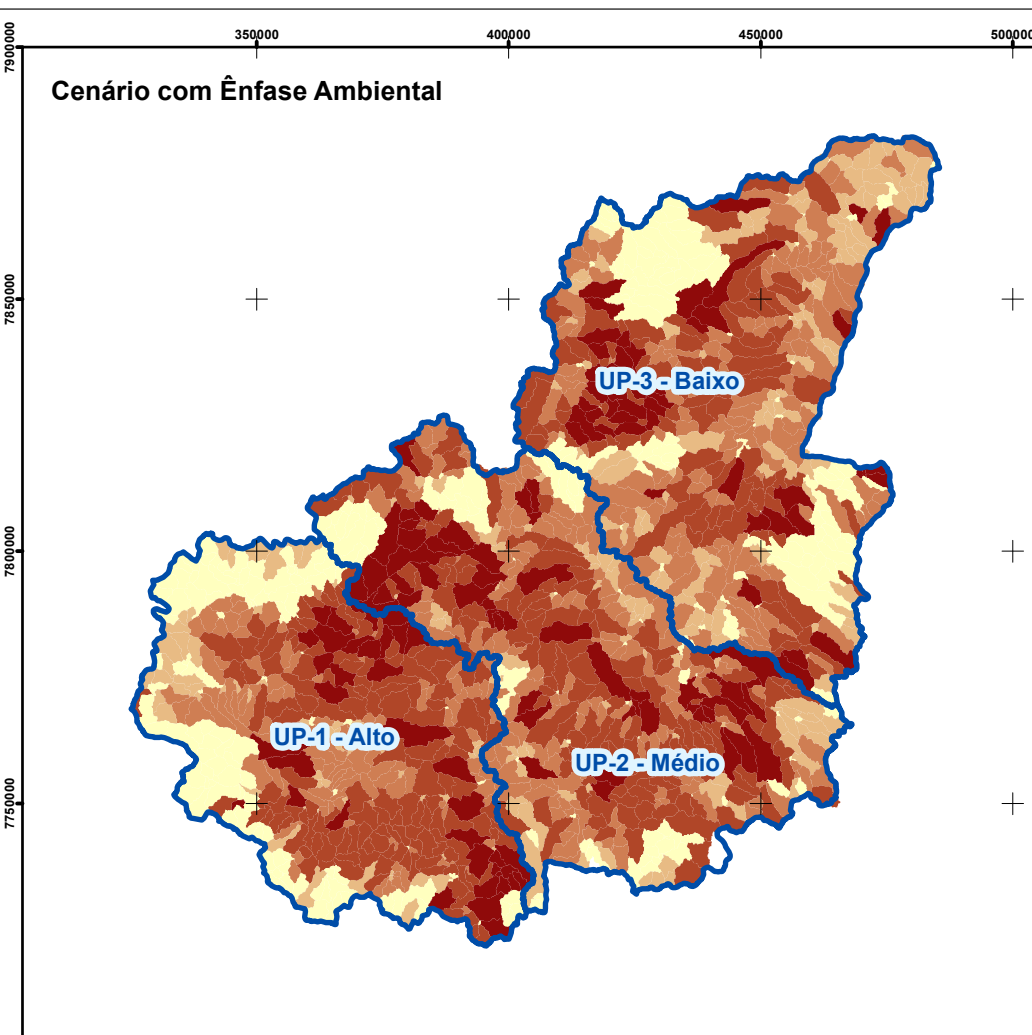 350000
400000
450000
500000
7900000
Cenário com Ênfase Ambiental
7850000
UP-3 - Baixo
7800000
UP-1 - Alto
UP-2 - Médio
7750000